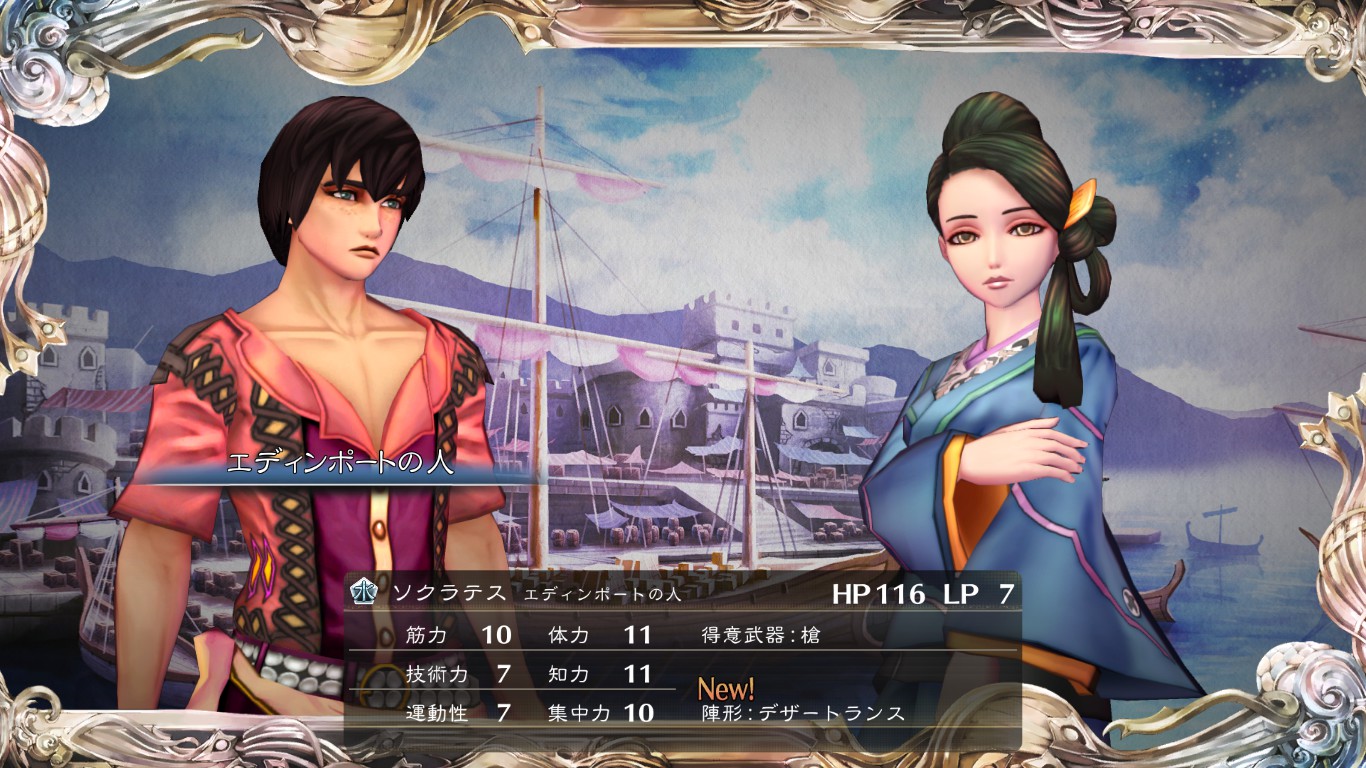 エディンポートの人
水 ソクラテス エディンポートの人 HP 116 LP 7
筋力 10 体力 11 得意武器:槍
技術力 7 知力 11
New!
運動性 7 集中力 10 陣形:デザートランス